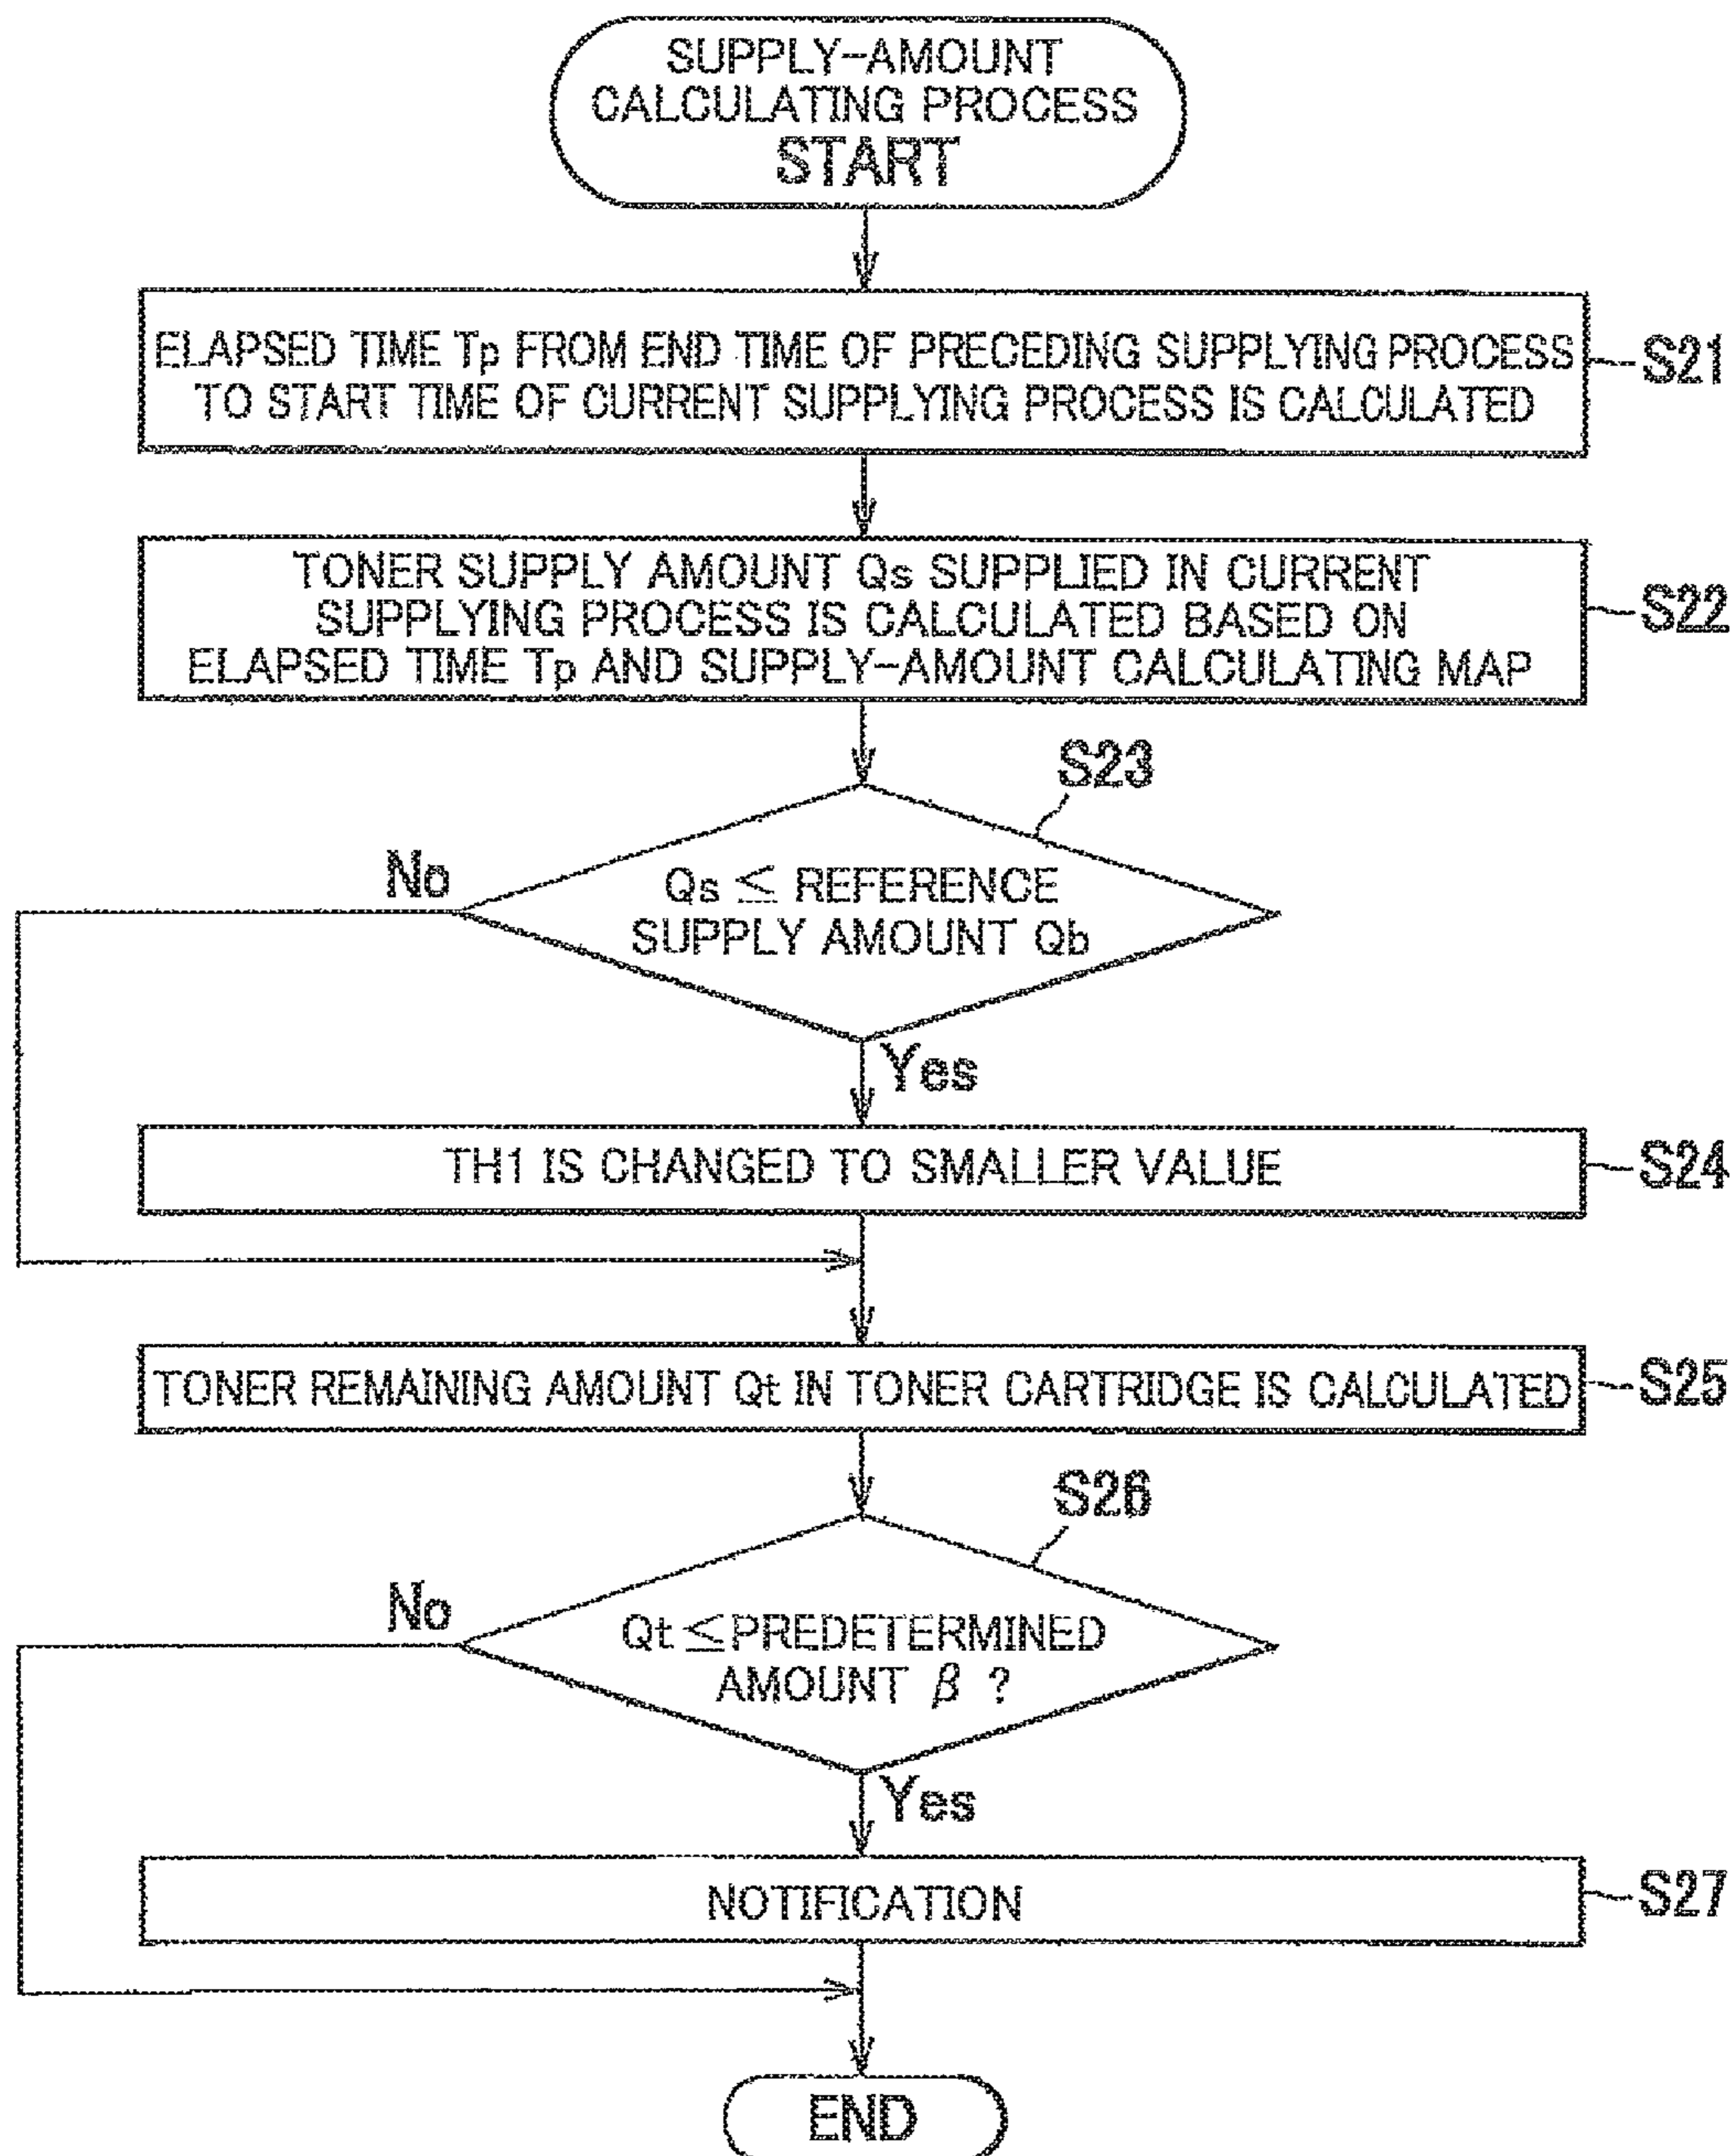 SUPPLY-AMOUNT
CALCULATING PROCESS
START
ELAPSED TIME Tp FROM END TIME OF PRECEDING SUPPLYING PROCESS
TO START TIME OF CURRENT SUPPLYING PROCESS IS CALCULATED
S21
TONER SUPPLY AMOUNT Qs SUPPLIED IN CURRENT
SUPPLYING PROCESS IS CALCULATED BASED ON
ELAPSED TIME Tp AND SUPPLY-AMOUNT CALCULATING MAP
S22
S23
No
Qs ≤ REFERENCE
SUPPLY AMOUNT Qb
Yes
TH1 IS CHANGED TO SMALLER VALUE
S24
TONER REMAINING AMOUNT Qt IN TONER CARTRIDGE IS CALCULATED
S25
S26
No
Qt ≤ PREDETERMINED
AMOUNT β ?
Yes
NOTIFICATION
S27
END